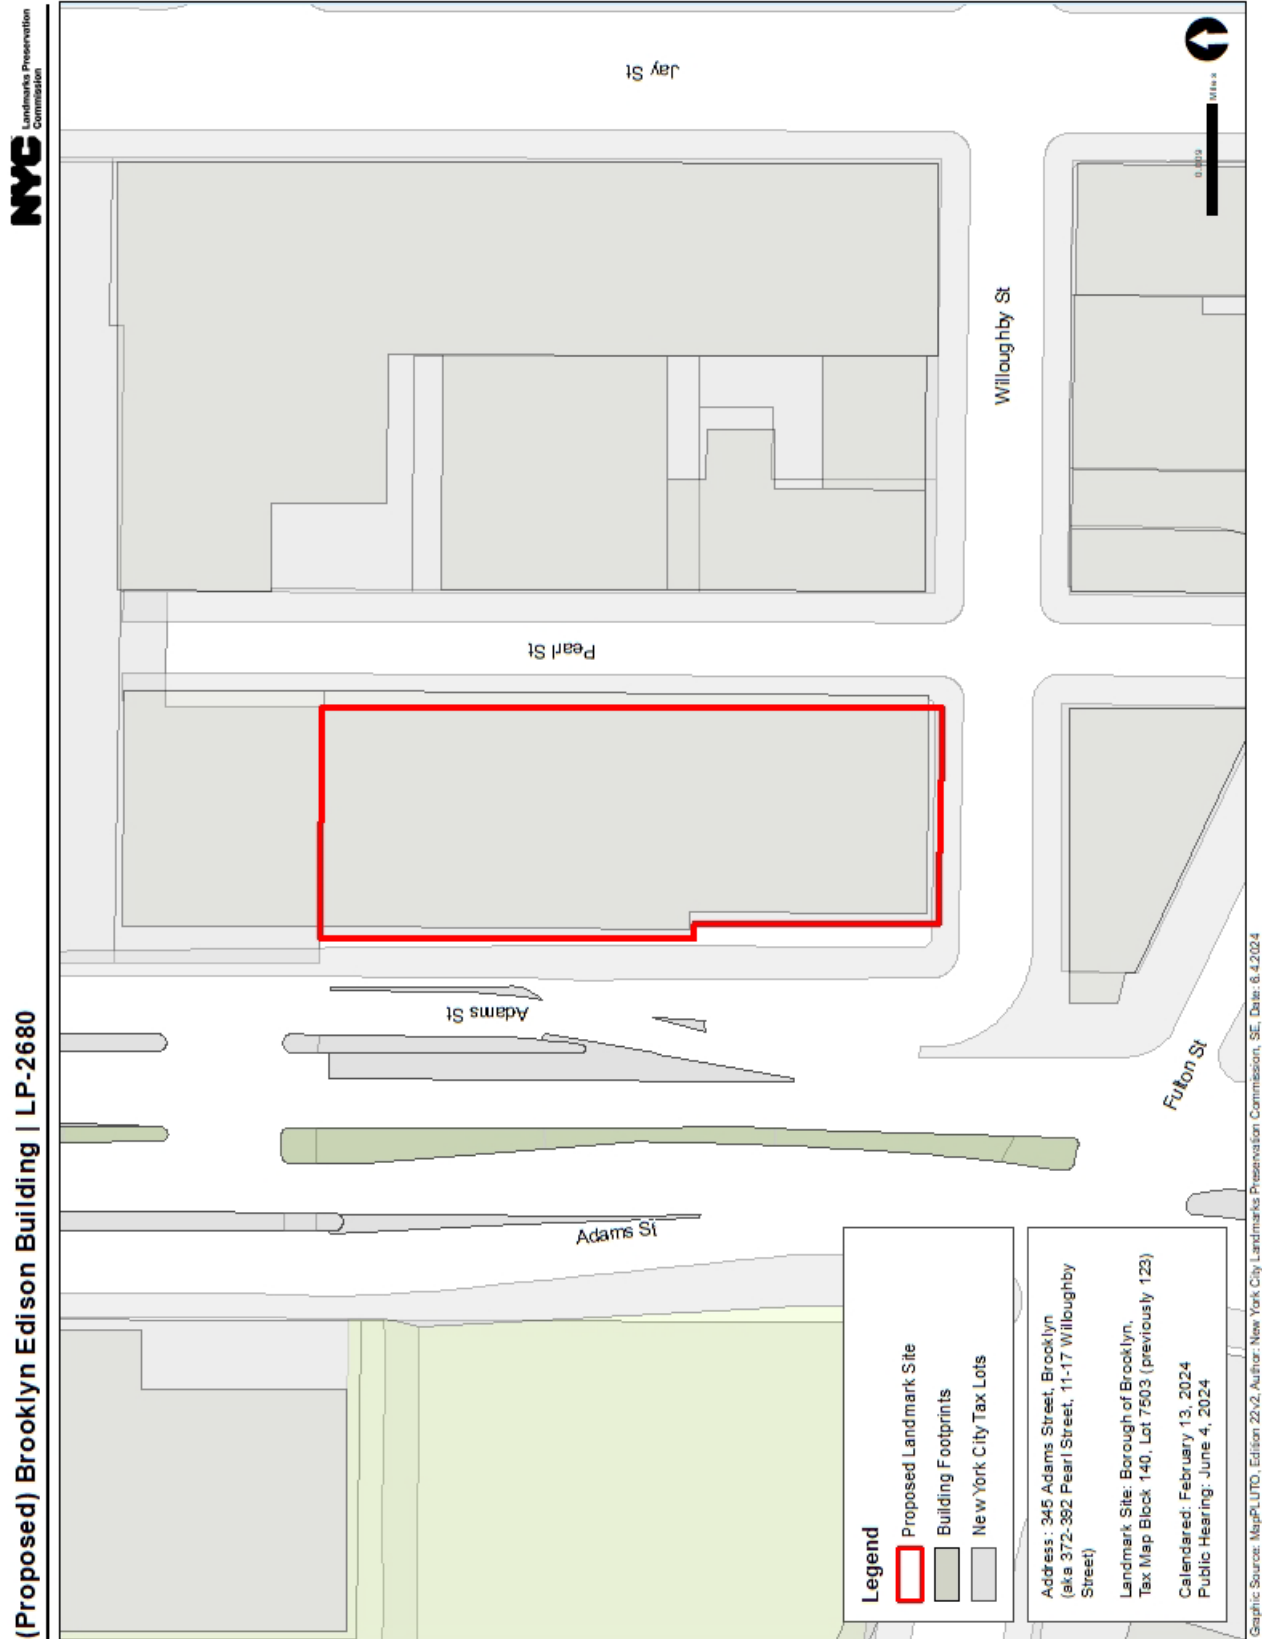 (Proposed) Brooklyn Edison Building | LP-2680
NYC
Landmarks Preservation
Commission
Jay St
Willoughby St
Pearl St
Adams St
Adams St
Fulton St
0.009
Miles
Legend
Proposed Landmark Site
Building Footprints
New York City Tax Lots
Address: 345 Adams Street, Brooklyn
(aka 372-392 Pearl Street, 11-17 Willoughby
Street)
Landmark Site: Borough of Brooklyn,
Tax Map Block 140, Lot 7503 (previously 123)
Calendared: February 13, 2024
Public Hearing: June 4, 2024
Graphic Source: MapPLUTO, Edition 22v2, Author: New York City Landmarks Preservation Commission, SE, Date: 6.4.2024